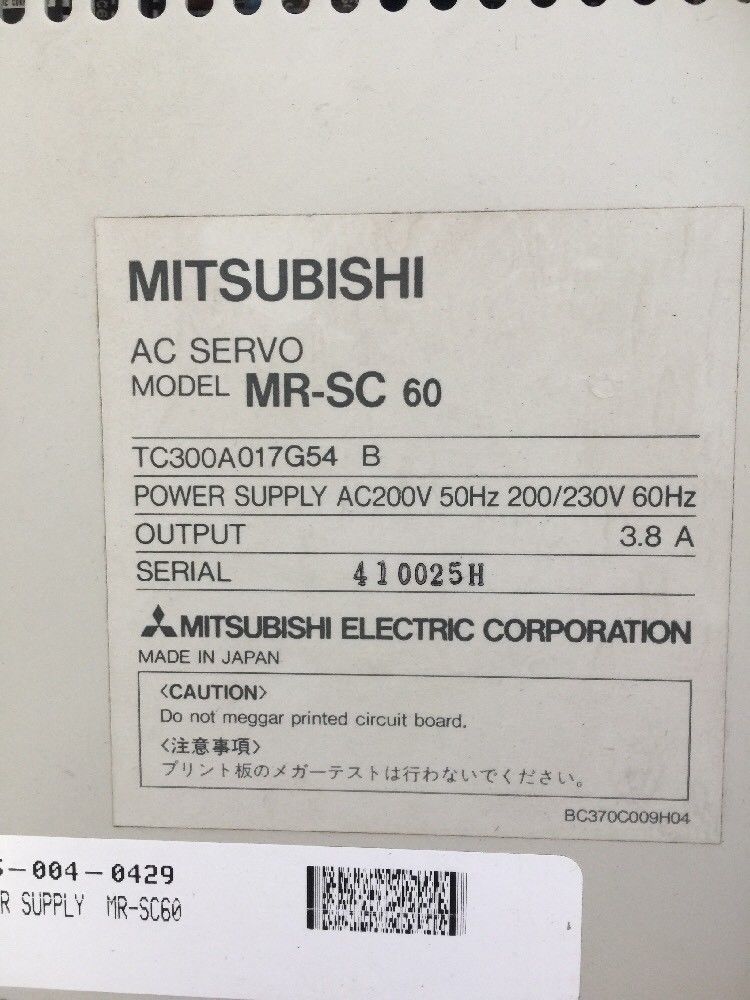 MITSUBISHI
AC SERVO
MODEL MR-SC 60
TC300A017G54 B
POWER SUPPLY AC200V 50Hz 200/230V 60Hz
OUTPUT 3.8 A
SERIAL 410025H
MITSUBISHI ELECTRIC CORPORATION
MADE IN JAPAN
〈CAUTION〉
Do not meggar printed circuit board.
〈注意事項〉
プリント板のメガーテストは行わないでください。
BC370C009H04
-004-0429
R SUPPLY MR-SC60